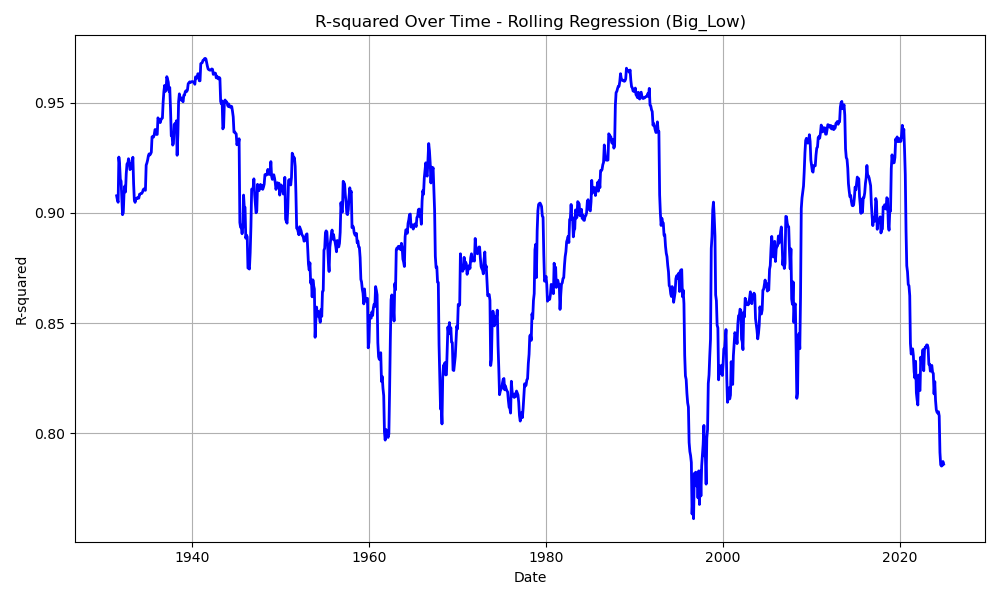 R-squared Over Time - Rolling Regression (Big_Low)
R-squared
0.95
0.90
0.85
0.80
1940 1960 1980 2000 2020
Date